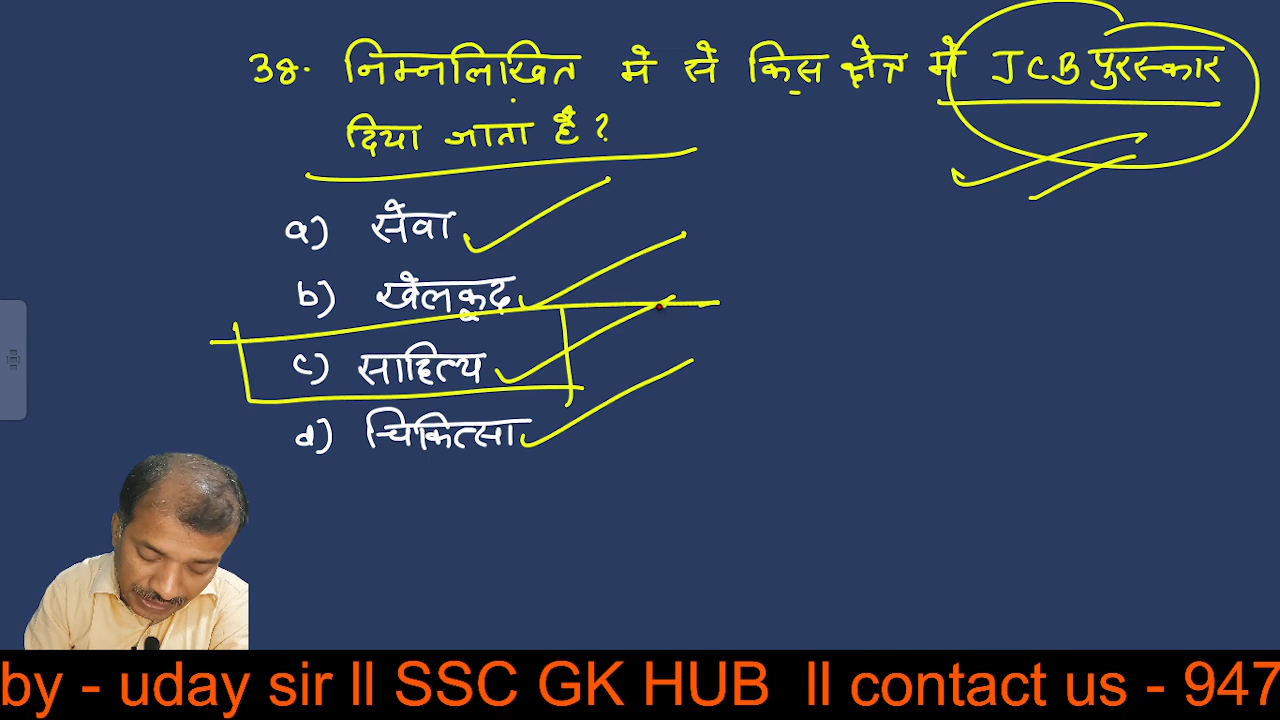 38. निम्नलिखित में से किस क्षेत्र में JCB पुरस्कार
दिया जाता है?
a) सेवा
b) खेलकूद
c) साहित्य
d) चिकित्सा
by - uday sir ll SSC GK HUB ll contact us - 947